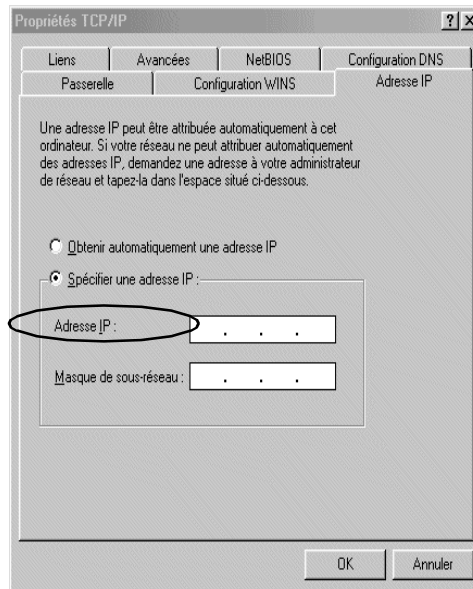 Propriétés TCP/IP
Liens Avancées NetBIOS Configuration DNS
Passerelle Configuration WINS Adresse IP
Une adresse IP peut être attribuée automatiquement à cet
ordinateur. Si votre réseau ne peut attribuer automatiquement
des adresses IP, demandez une adresse à votre administrateur
de réseau et tapez-la dans l'espace situé ci-dessous.
Obtenir automatiquement une adresse IP
Spécifier une adresse IP :
Adresse IP :
. . .
Masque de sous-réseau :
. . .
OK Annuler